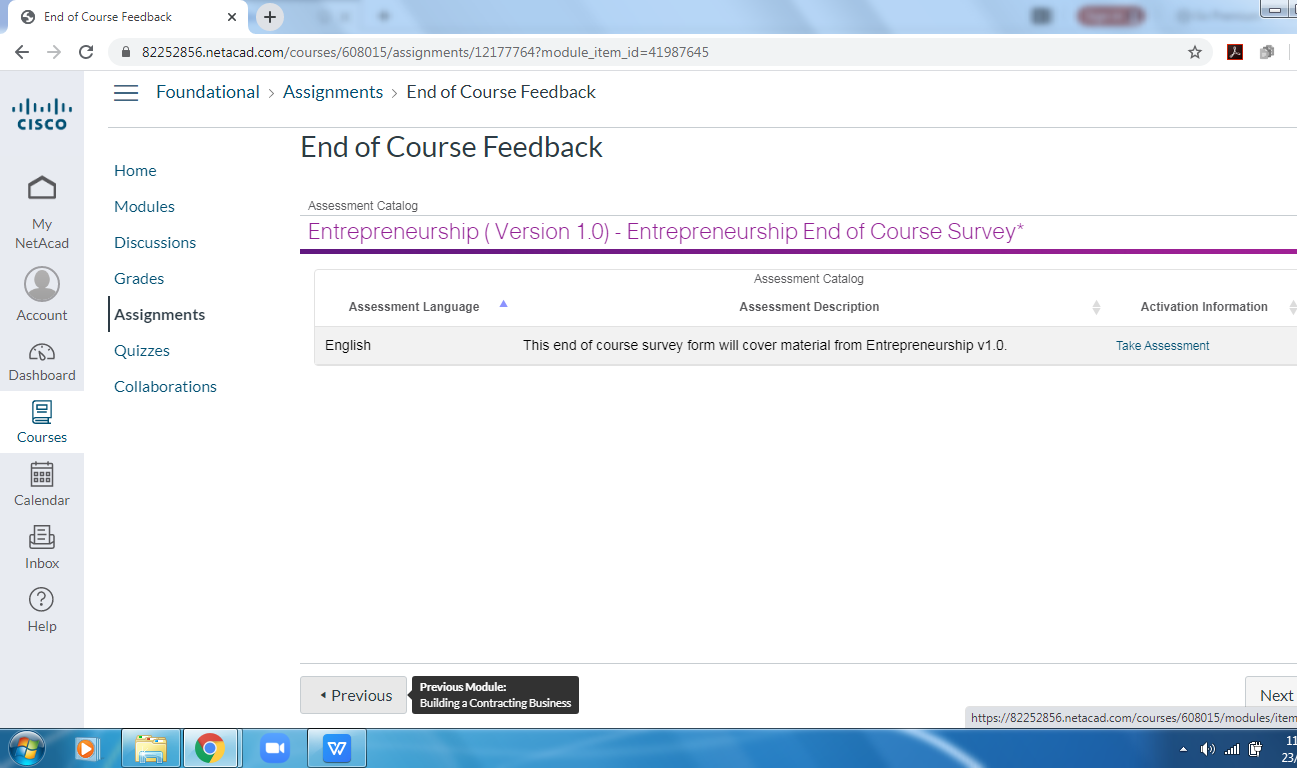 End of Course Feedback
82252856.netacad.com/courses/608015/assignments/12177764?module_item_id=41987645
CISCO
Foundational > Assignments > End of Course Feedback
End of Course Feedback
My NetAcad
Account
Dashboard
Courses
Calendar
Inbox
Help
Home
Modules
Discussions
Grades
Assignments
Quizzes
Collaborations
Assessment Catalog
Entrepreneurship ( Version 1.0) - Entrepreneurship End of Course Survey*
Assessment Catalog
Assessment Language Assessment Description Activation Information
English This end of course survey form will cover material from Entrepreneurship v1.0. Take Assessment
Previous
Previous Module:
Building a Contracting Business
Next
https://82252856.netacad.com/courses/608015/modules/item
11
23/